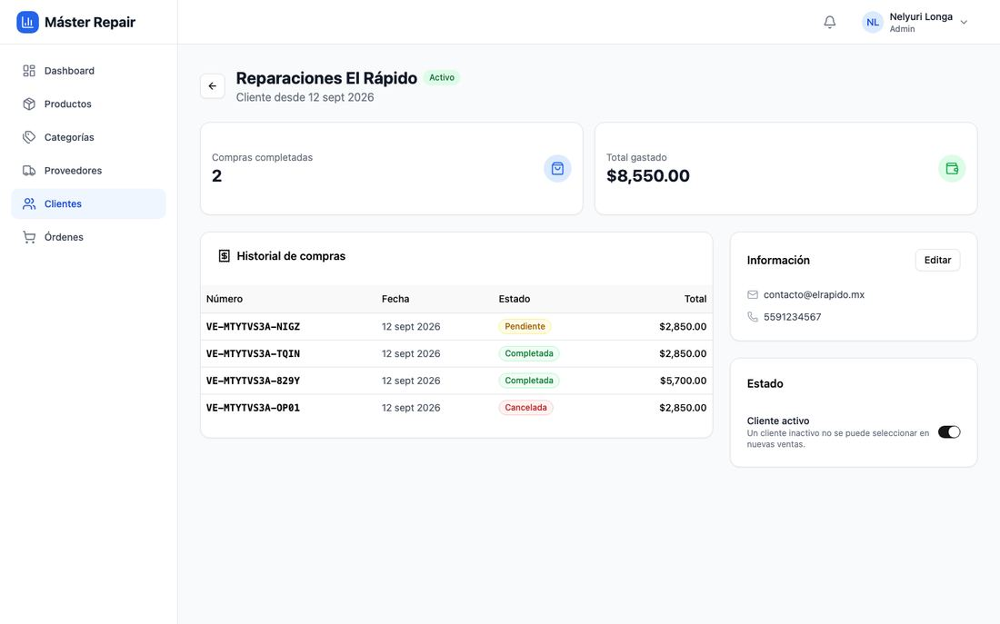 Máster Repair
Nelyuri Longa
NL
Admin
Dashboard
Productos
Categorías
Proveedores
Clientes
Órdenes
Reparaciones El Rápido Activo
Cliente desde 12 sept 2026
Compras completadas
2
Total gastado
$8,550.00
Historial de compras
Número Fecha Estado Total
VE-MTYTVS3A-NIGZ 12 sept 2026 Pendiente $2,850.00
VE-MTYTVS3A-TQIN 12 sept 2026 Completada $2,850.00
VE-MTYTVS3A-829Y 12 sept 2026 Completada $5,700.00
VE-MTYTVS3A-OP01 12 sept 2026 Cancelada $2,850.00
Información Editar
contacto@elrapido.mx
5591234567
Estado
Cliente activo
Un cliente inactivo no se puede seleccionar en
nuevas ventas.